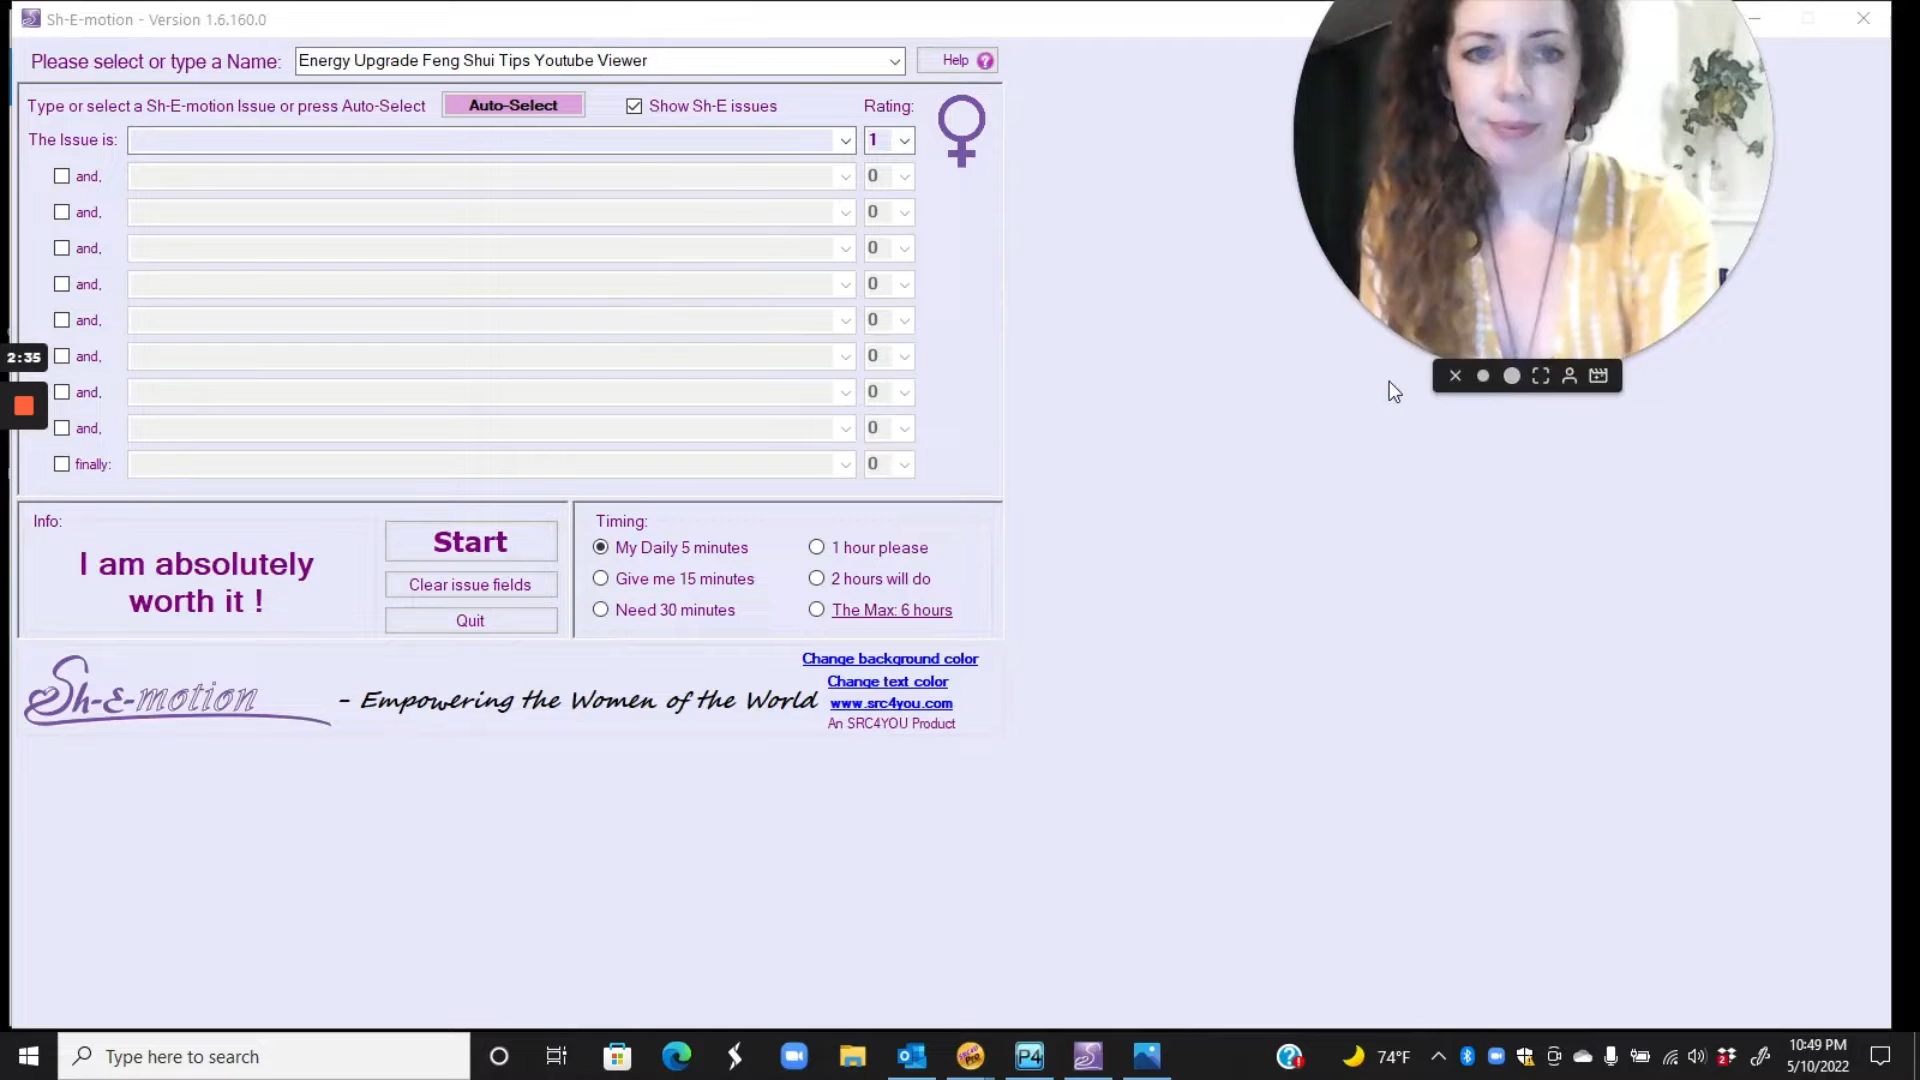 Sh-E-motion - Version 1.6.160.0
Please select or type a Name: Energy Upgrade Feng Shui Tips Youtube Viewer Help ?
Type or select a Sh-E-motion Issue or press Auto-Select Auto-Select Show Sh-E issues Rating:
The Issue is: 1
and, 0
and, 0
and, 0
and, 0
and, 0
2:35 and, 0
and, 0
and, 0
finally: 0
Info:
I am absolutely
worth it !
Start
Clear issue fields
Quit
Timing:
My Daily 5 minutes 1 hour please
Give me 15 minutes 2 hours will do
Need 30 minutes The Max: 6 hours
Sh-E-motion - Empowering the Women of the World
Change background color
Change text color
www.src4you.com
An SRC4YOU Product
Type here to search P4 74°F 10:49 PM
5/10/2022